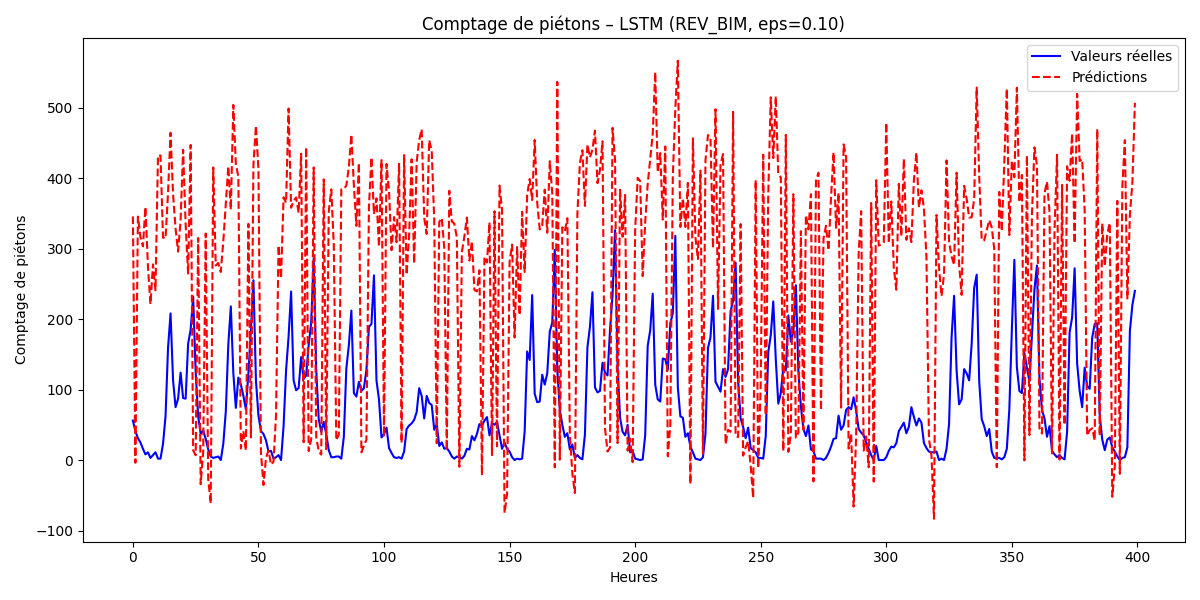 Comptage de piétons – LSTM (REV_BIM, eps=0.10)
Valeurs réelles
Prédictions
Comptage de piétons
500
400
300
200
100
0
−100
0 50 100 150 200 250 300 350 400
Heures